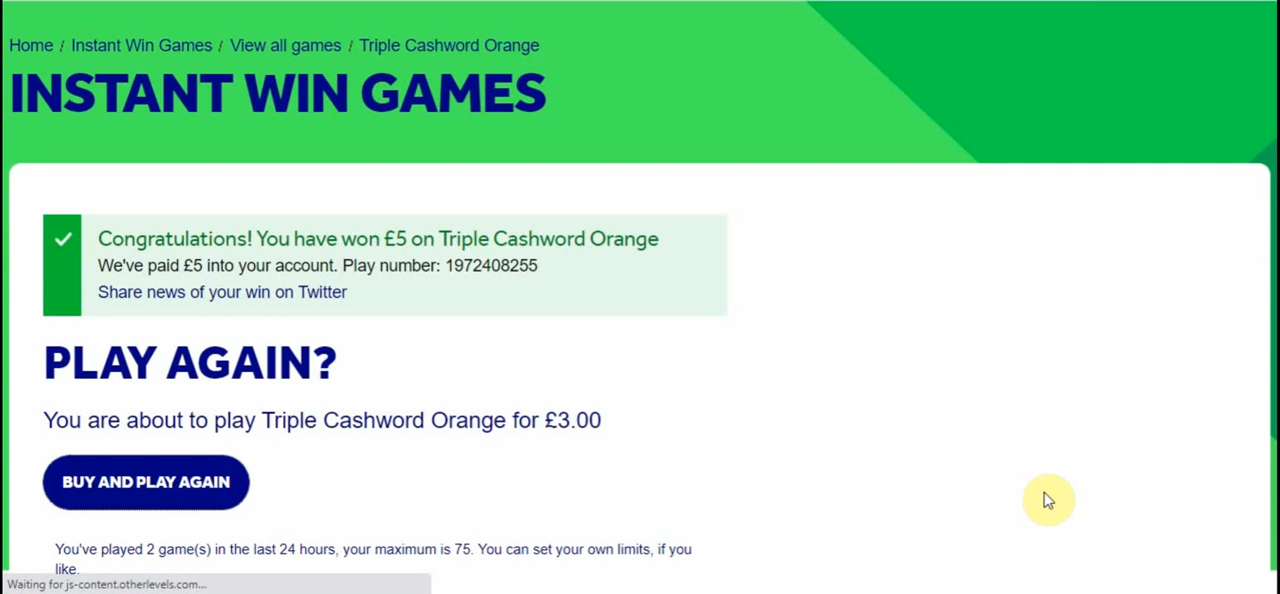 Home / Instant Win Games / View all games / Triple Cashword Orange
INSTANT WIN GAMES
Congratulations! You have won £5 on Triple Cashword Orange
We've paid £5 into your account. Play number: 1972408255
Share news of your win on Twitter
PLAY AGAIN?
You are about to play Triple Cashword Orange for £3.00
BUY AND PLAY AGAIN
You've played 2 game(s) in the last 24 hours, your maximum is 75. You can set your own limits, if you
like.
Waiting for js-content.otherlevels.com...